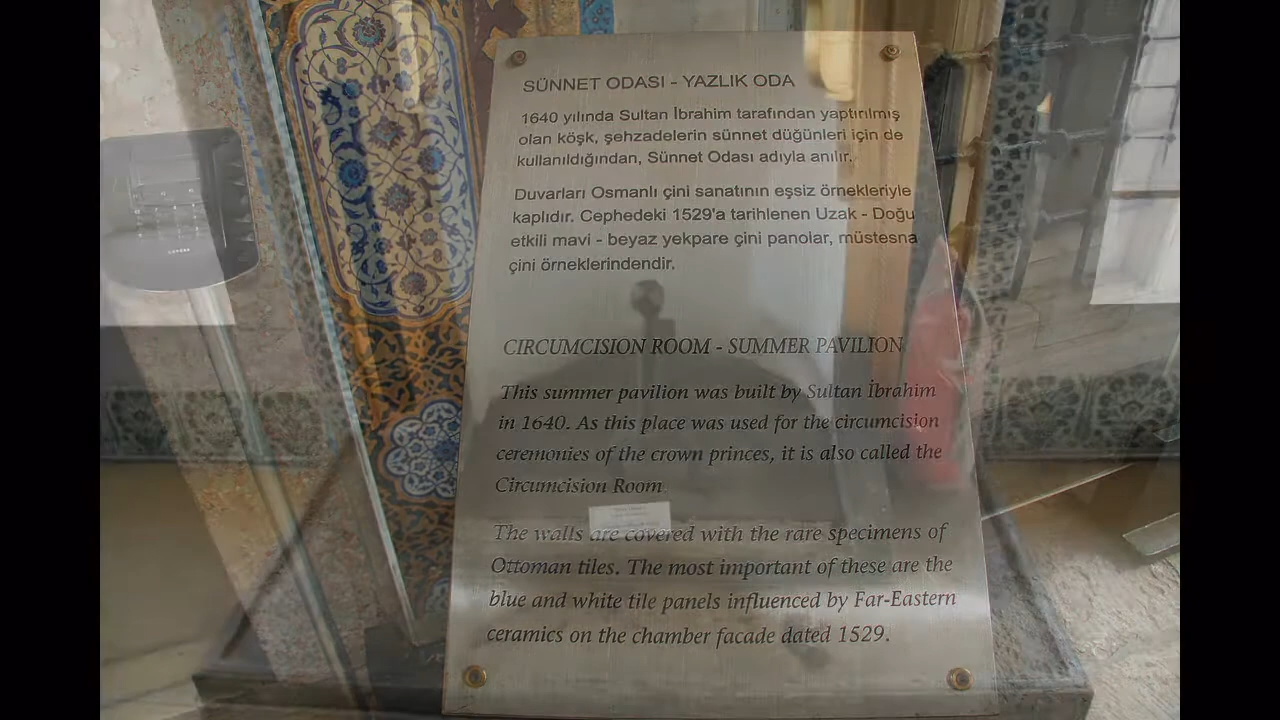 SÜNNET ODASI - YAZLIK ODA
1640 yılında Sultan İbrahim tarafından yaptırılmış
olan köşk, şehzadelerin sünnet düğünleri için de
kullanıldığından, Sünnet Odası adıyla anılır.
Duvarları Osmanlı çini sanatının eşsiz örnekleriyle
kaplıdır. Cephedeki 1529'a tarihlenen Uzak - Doğu
etkili mavi - beyaz yekpare çini panolar, müstesna
çini örneklerindendir.
CIRCUMCISION ROOM - SUMMER PAVILION
This summer pavilion was built by Sultan İbrahim
in 1640. As this place was used for the circumcision
ceremonies of the crown princes, it is also called the
Circumcision Room.
The walls are covered with the rare specimens of
Ottoman tiles. The most important of these are the
blue and white tile panels influenced by Far-Eastern
ceramics on the chamber facade dated 1529.